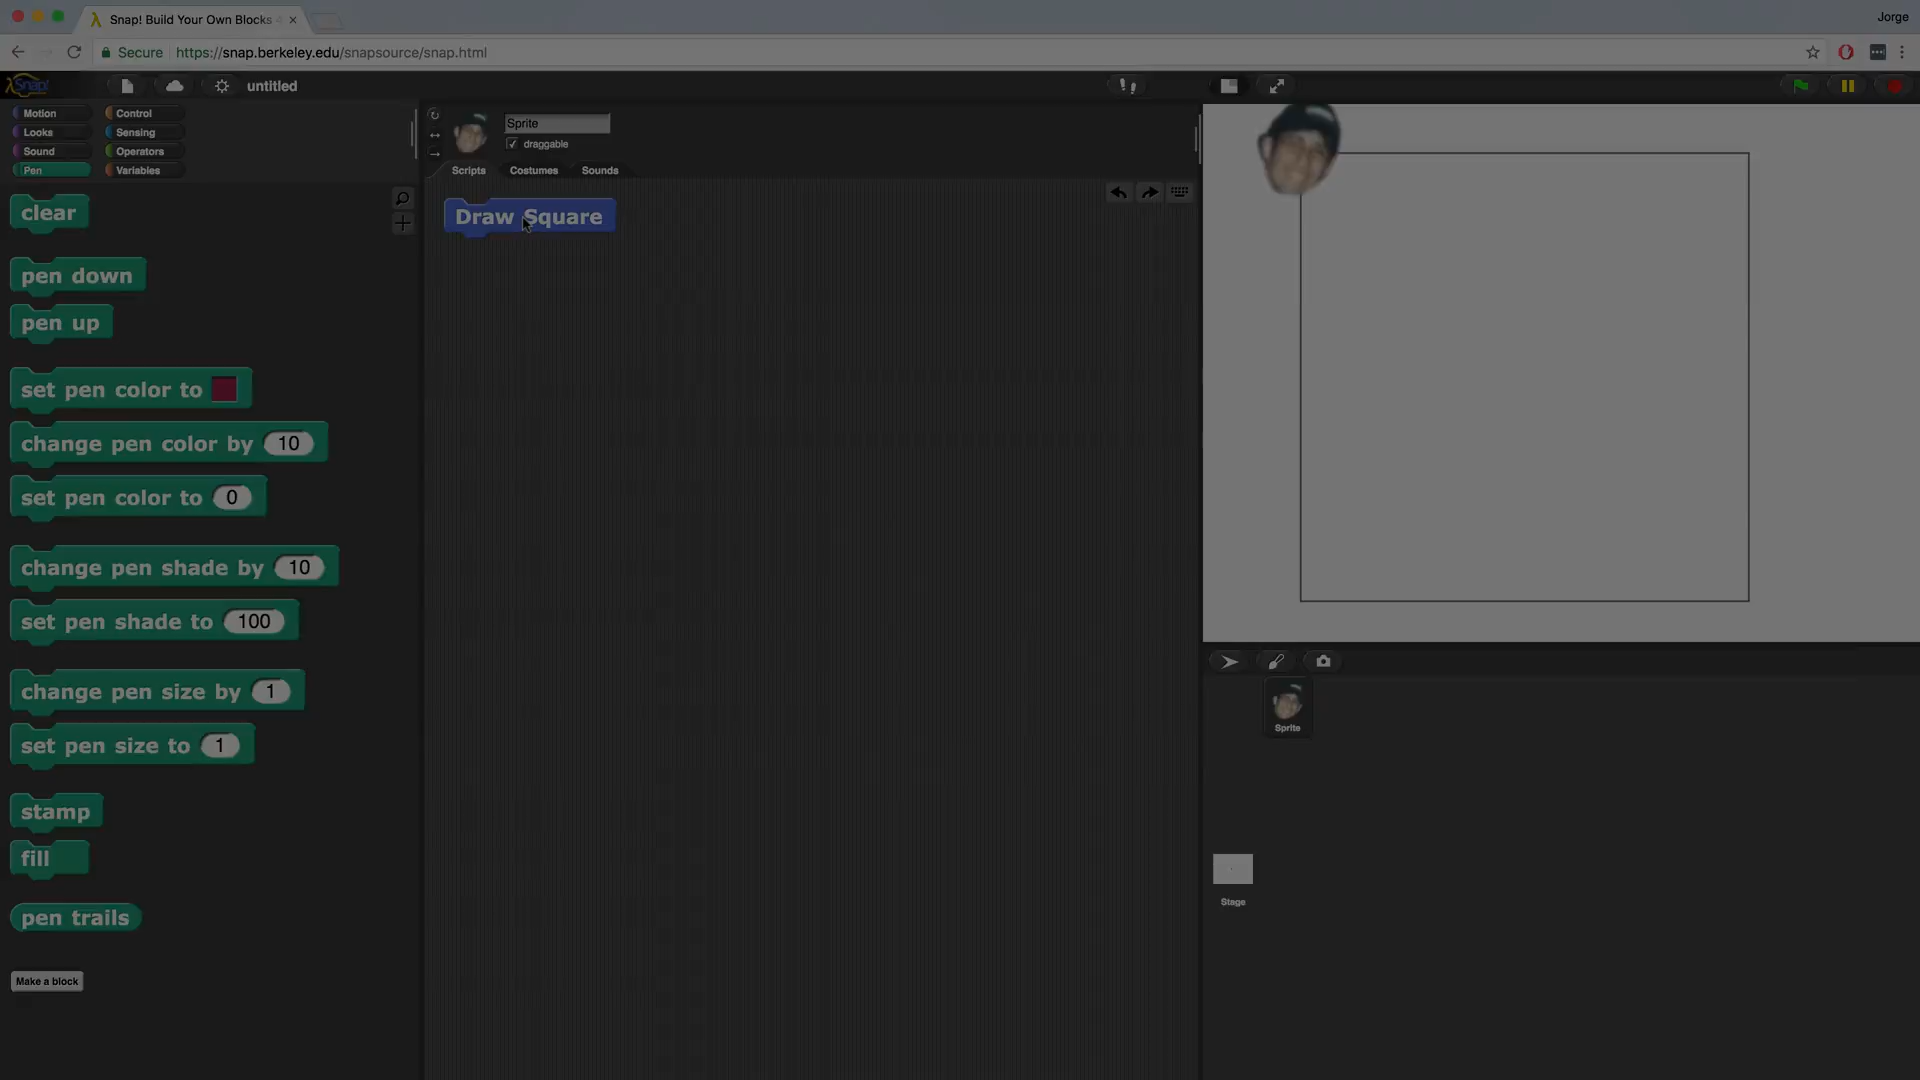 Snap! Build Your Own Blocks 4
Jorge
Secure https://snap.berkeley.edu/snapsource/snap.html
Snap!
untitled
Motion
Looks
Sound
Pen
Control
Sensing
Operators
Variables
clear
pen down
pen up
set pen color to
change pen color by 10
set pen color to 0
change pen shade by 10
set pen shade to 100
change pen size by 1
set pen size to 1
stamp
fill
pen trails
Make a block
Sprite
draggable
Scripts Costumes Sounds
Draw Square
Sprite
Stage